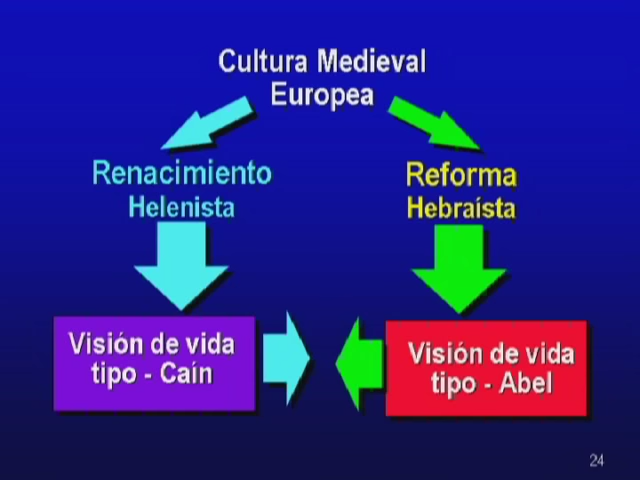 Cultura Medieval
Europea
Renacimiento
Helenista
Reforma
Hebraísta
Visión de vida
tipo - Caín
Visión de vida
tipo - Abel
24